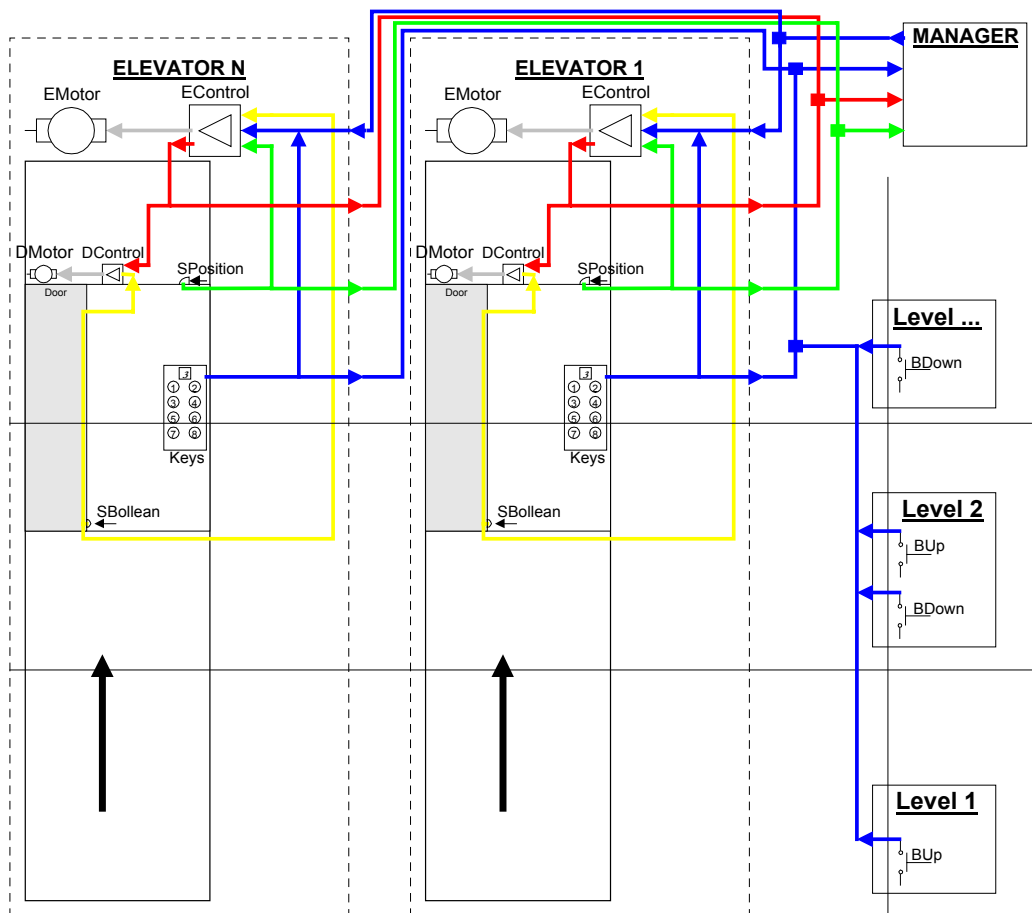 MANAGER
ELEVATOR N
EMotor
EControl
DMotor
DControl
SPosition
Door
3
1 2
3 4
5 6
7 8
Keys
SBollean
ELEVATOR 1
EMotor
EControl
DMotor
DControl
SPosition
Door
3
1 2
3 4
5 6
7 8
Keys
SBollean
Level ...
BDown
Level 2
BUp
BDown
Level 1
BUp